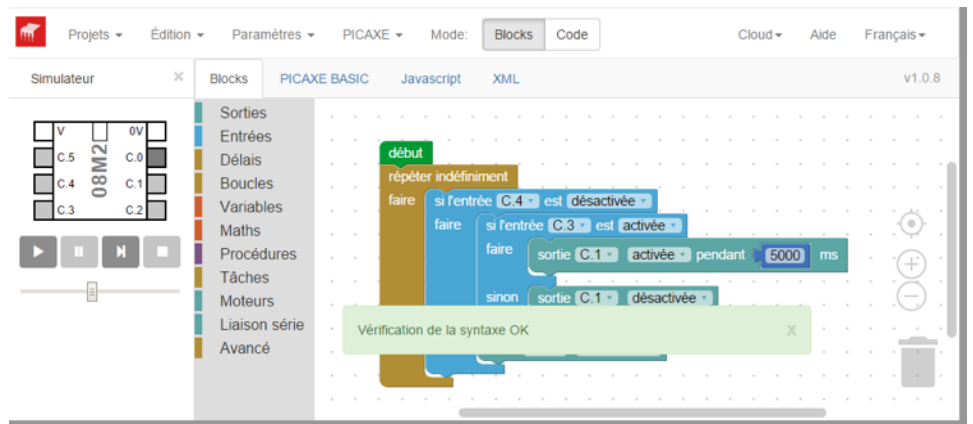 Projets Édition Paramètres PICAXE Mode: Blocks Code Cloud Aide Français
Simulateur × Blocks PICAXE BASIC Javascript XML v1.0.8
V 0V
C.5 C.0
C.4 C.1
C.3 C.2
08M2
Sorties
Entrées
Délais
Boucles
Variables
Maths
Procédures
Tâches
Moteurs
Liaison série
Avancé
début
répéter indéfiniment
faire si l'entrée C.4 est désactivée
faire si l'entrée C.3 est activée
faire sortie C.1 activée pendant 5000 ms
sinon sortie C.1 désactivée
Vérification de la syntaxe OK x